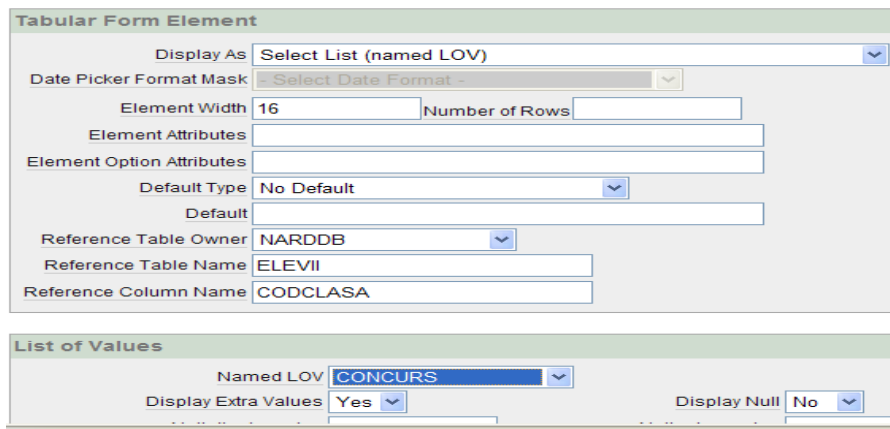 Tabular Form Element
Display As Select List (named LOV)
Date Picker Format Mask - Select Date Format -
Element Width 16 Number of Rows
Element Attributes
Element Option Attributes
Default Type No Default
Default
Reference Table Owner NARDDB
Reference Table Name ELEVII
Reference Column Name CODCLASA
List of Values
Named LOV CONCURS
Display Extra Values Yes Display Null No